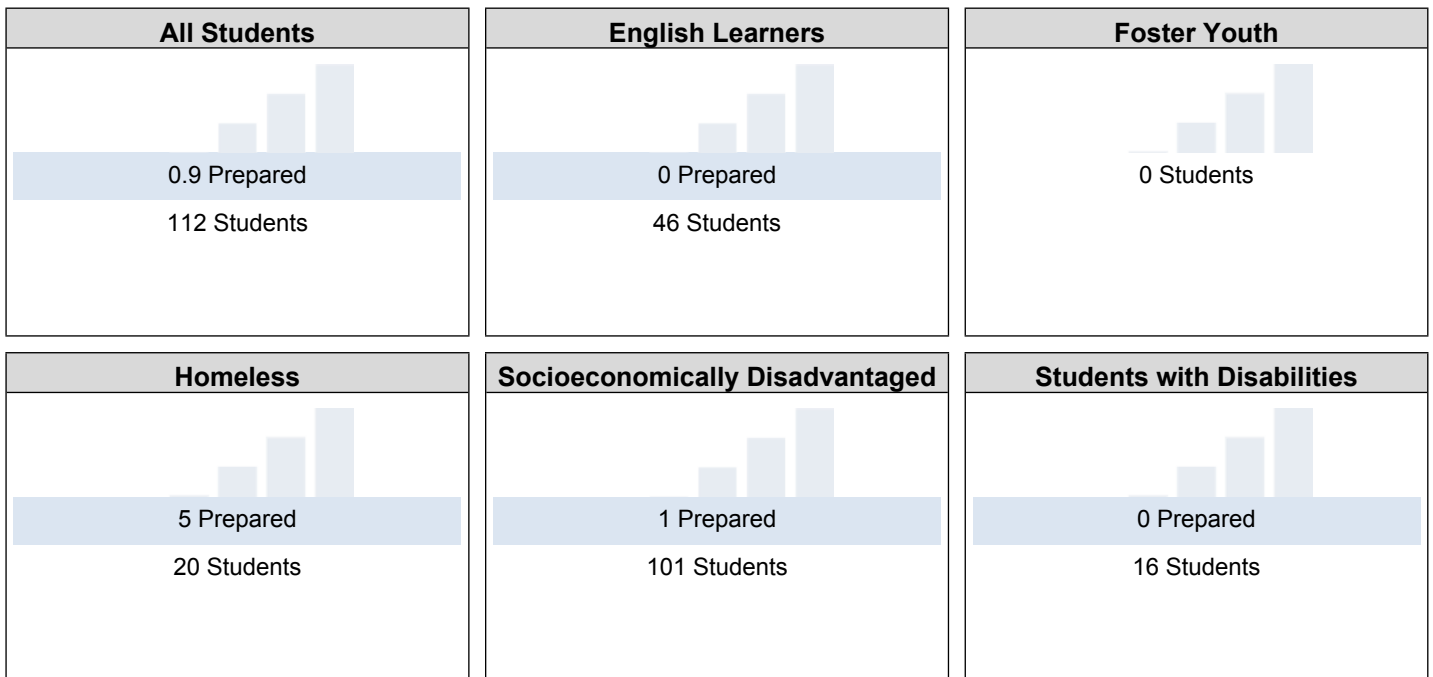 All Students
0.9 Prepared
112 Students
English Learners
0 Prepared
46 Students
Foster Youth
0 Students
Homeless
5 Prepared
20 Students
Socioeconomically Disadvantaged
1 Prepared
101 Students
Students with Disabilities
0 Prepared
16 Students